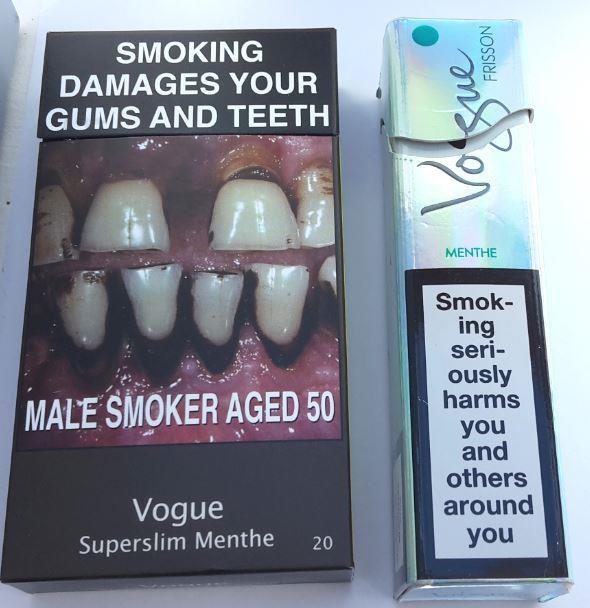 SMOKING
DAMAGES YOUR
GUMS AND TEETH
MALE SMOKER AGED 50
Vogue
Superslim Menthe 20
Vogue
FRISSON
MENTHE
Smok-
ing
seri-
ously
harms
you
and
others
around
you